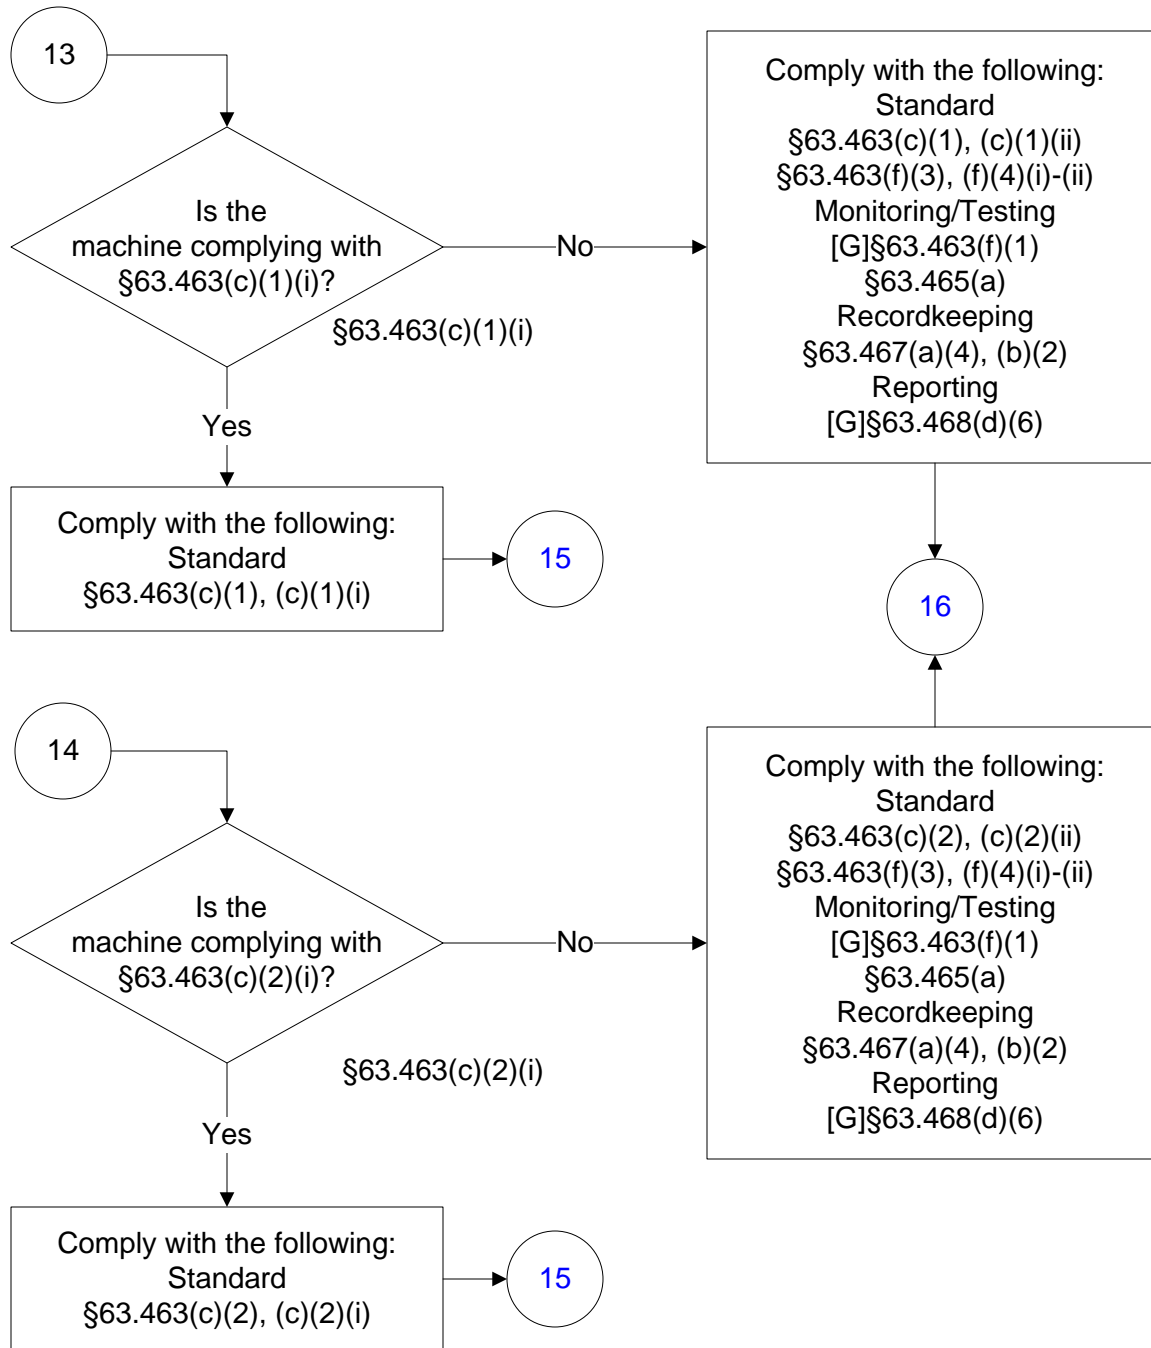 13
Is the
machine complying with
§63.463(c)(1)(i)?
No
§63.463(c)(1)(i)
Yes
Comply with the following:
Standard
§63.463(c)(1), (c)(1)(i)
15
Comply with the following:
Standard
§63.463(c)(1), (c)(1)(ii)
§63.463(f)(3), (f)(4)(i)-(ii)
Monitoring/Testing
[G]§63.463(f)(1)
§63.465(a)
Recordkeeping
§63.467(a)(4), (b)(2)
Reporting
[G]§63.468(d)(6)
16
14
Is the
machine complying with
§63.463(c)(2)(i)?
No
§63.463(c)(2)(i)
Yes
Comply with the following:
Standard
§63.463(c)(2), (c)(2)(i)
15
Comply with the following:
Standard
§63.463(c)(2), (c)(2)(ii)
§63.463(f)(3), (f)(4)(i)-(ii)
Monitoring/Testing
[G]§63.463(f)(1)
§63.465(a)
Recordkeeping
§63.467(a)(4), (b)(2)
Reporting
[G]§63.468(d)(6)